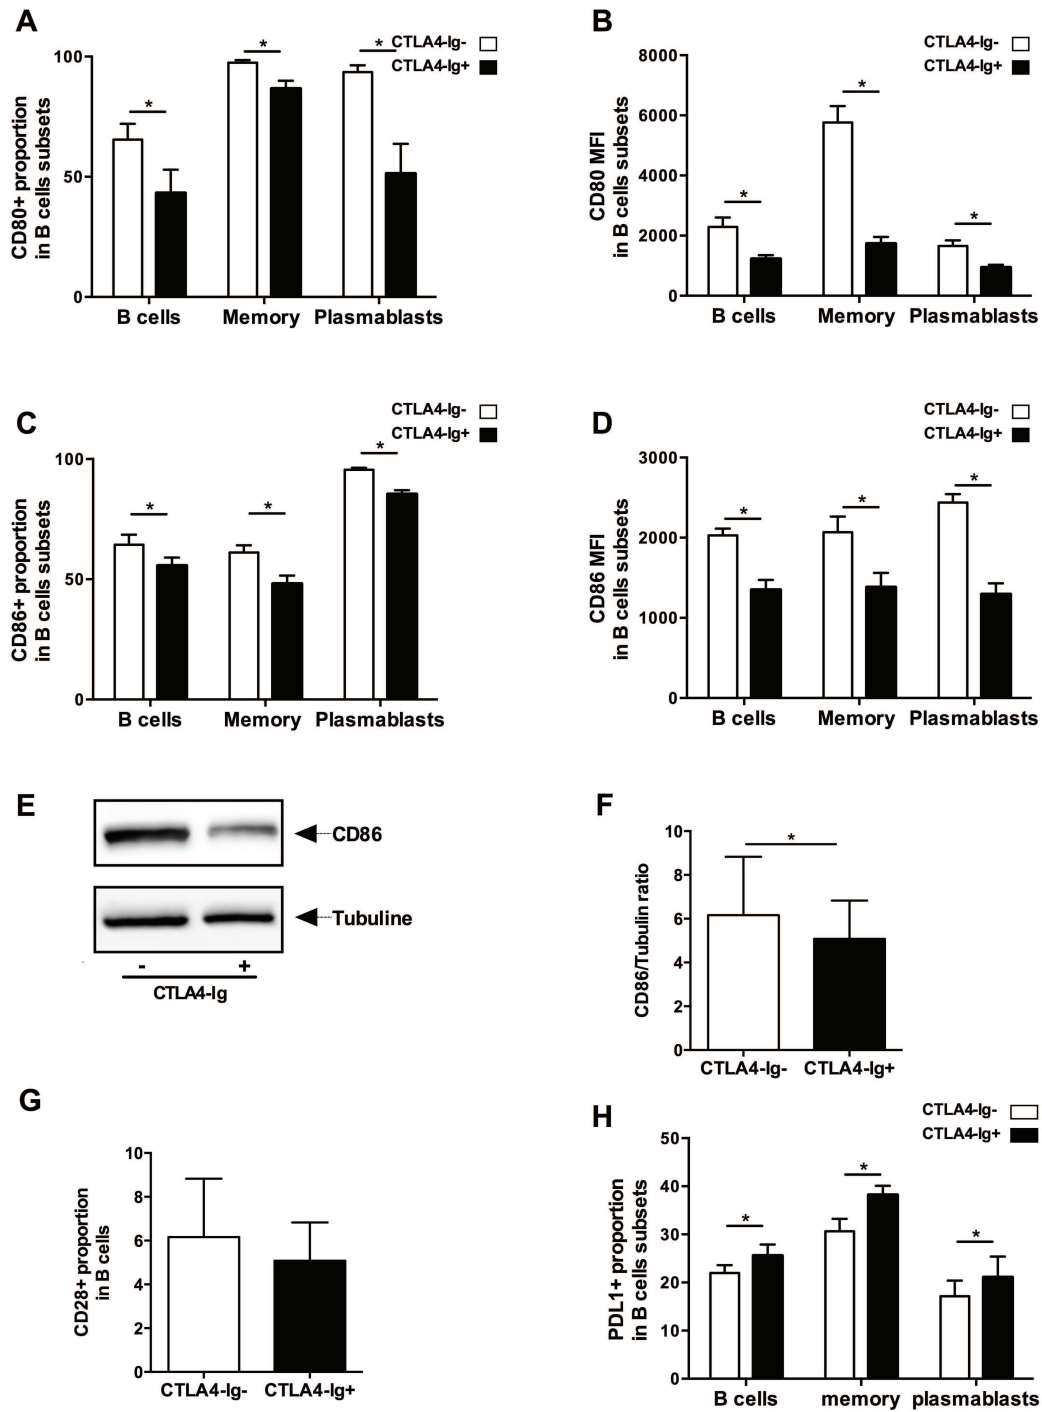 A
CTLA4-Ig-
CTLA4-Ig+
CD80+ proportion
in B cells subsets
100
50
0
*
*
*
B cells
Memory
Plasmablasts
B
CTLA4-Ig-
CTLA4-Ig+
CD80 MFI
in B cells subsets
8000
6000
4000
2000
0
*
*
*
B cells
Memory
Plasmablasts
C
CTLA4-Ig-
CTLA4-Ig+
CD86+ proportion
in B cells subsets
100
50
0
*
*
*
B cells
Memory
Plasmablasts
D
CTLA4-Ig-
CTLA4-Ig+
CD86 MFI
in B cells subsets
3000
2000
1000
0
*
*
*
B cells
Memory
Plasmablasts
E
CD86
Tubuline
- +
CTLA4-Ig
F
CD86/Tubulin ratio
10
8
6
4
2
0
*
CTLA4-Ig-
CTLA4-Ig+
G
CD28+ proportion
in B cells
10
8
6
4
2
0
CTLA4-Ig-
CTLA4-Ig+
H
CTLA4-Ig-
CTLA4-Ig+
PDL1+ proportion
in B cells subsets
50
40
30
20
10
0
*
*
*
B cells
memory
plasmablasts